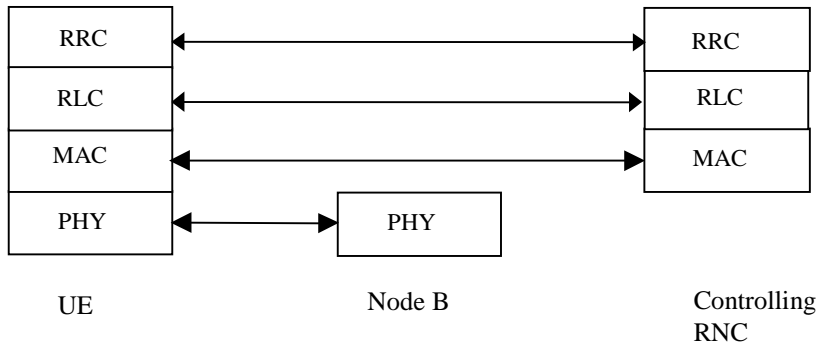 RRC RRC
RLC RLC
MAC MAC
PHY PHY
UE Node B Controlling
RNC